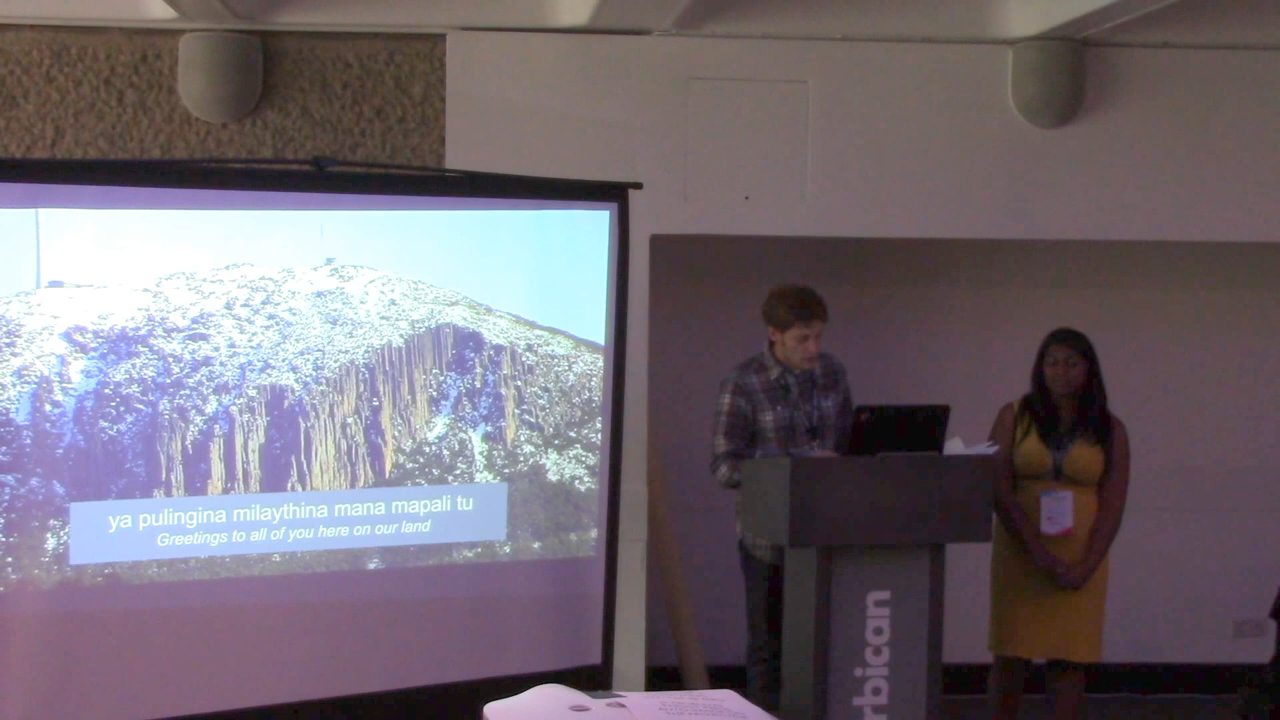 ya pulingina milaythina mana mapali tu
Greetings to all of you here on our land
rbican